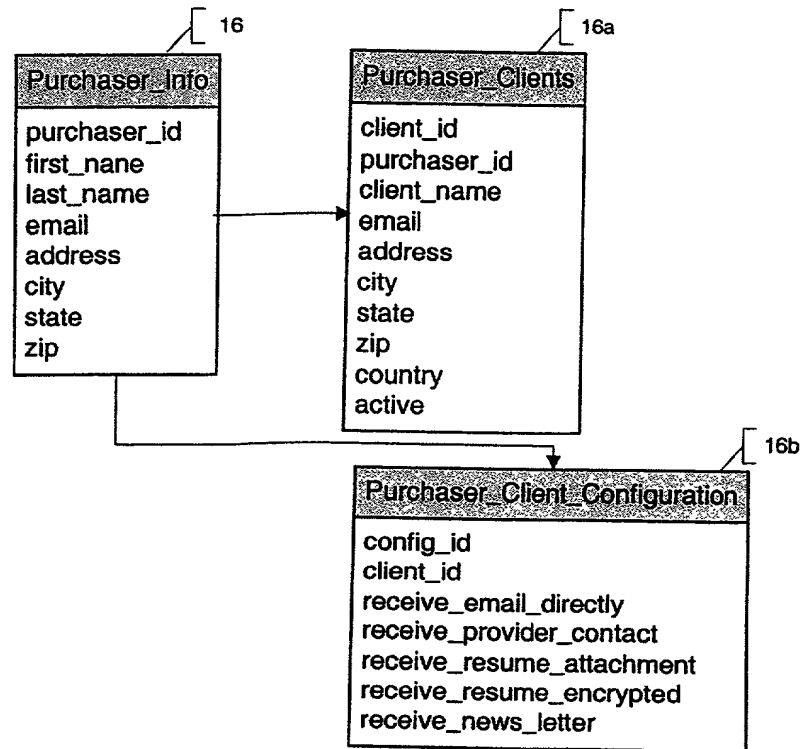 16
Purchaser_Info
purchaser_id
first_nane
last_name
email
address
city
state
zip
16a
Purchaser_Clients
client_id
purchaser_id
client_name
email
address
city
state
zip
country
active
16b
Purchaser_Client_Configuration
config_id
client_id
receive_email_directly
receive_provider_contact
receive_resume_attachment
receive_resume_encrypted
receive_news_letter